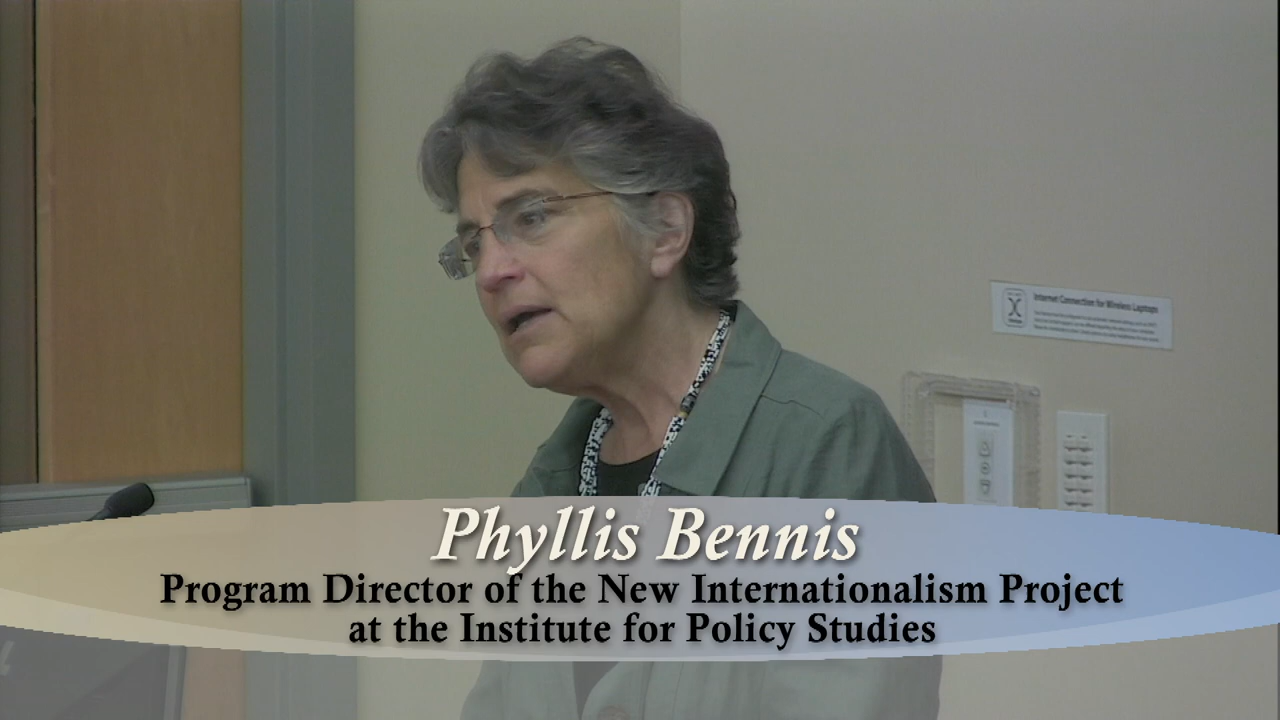 Internet Connection for Wireless Laptops
Phyllis Bennis
Program Director of the New Internationalism Project
at the Institute for Policy Studies